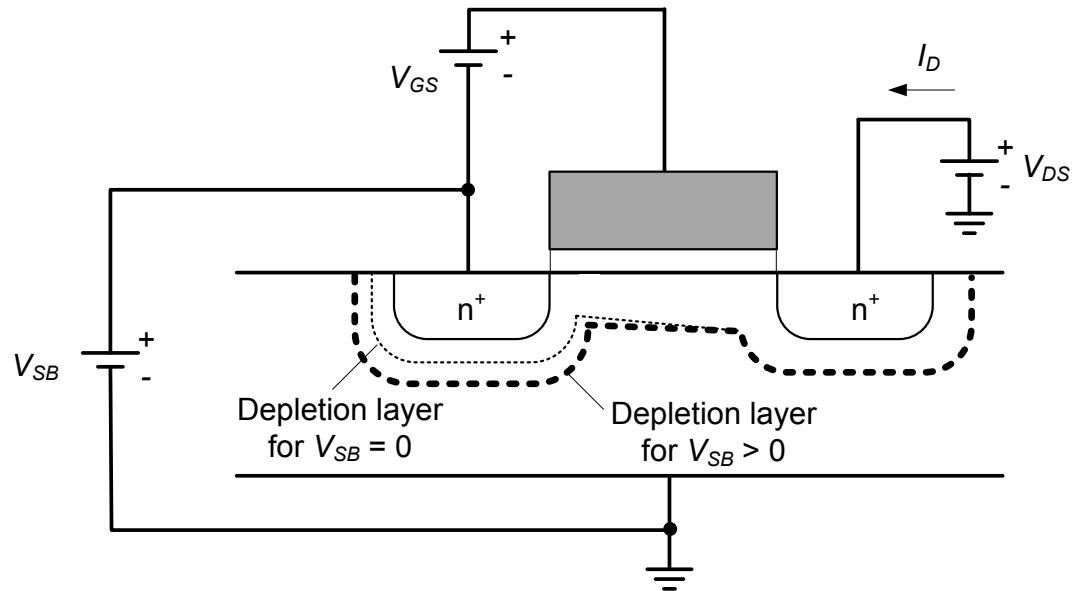 +
V_GS
-
I_D
+
V_DS
-
n⁺
n⁺
+
V_SB
-
Depletion layer
for V_SB = 0
Depletion layer
for V_SB > 0